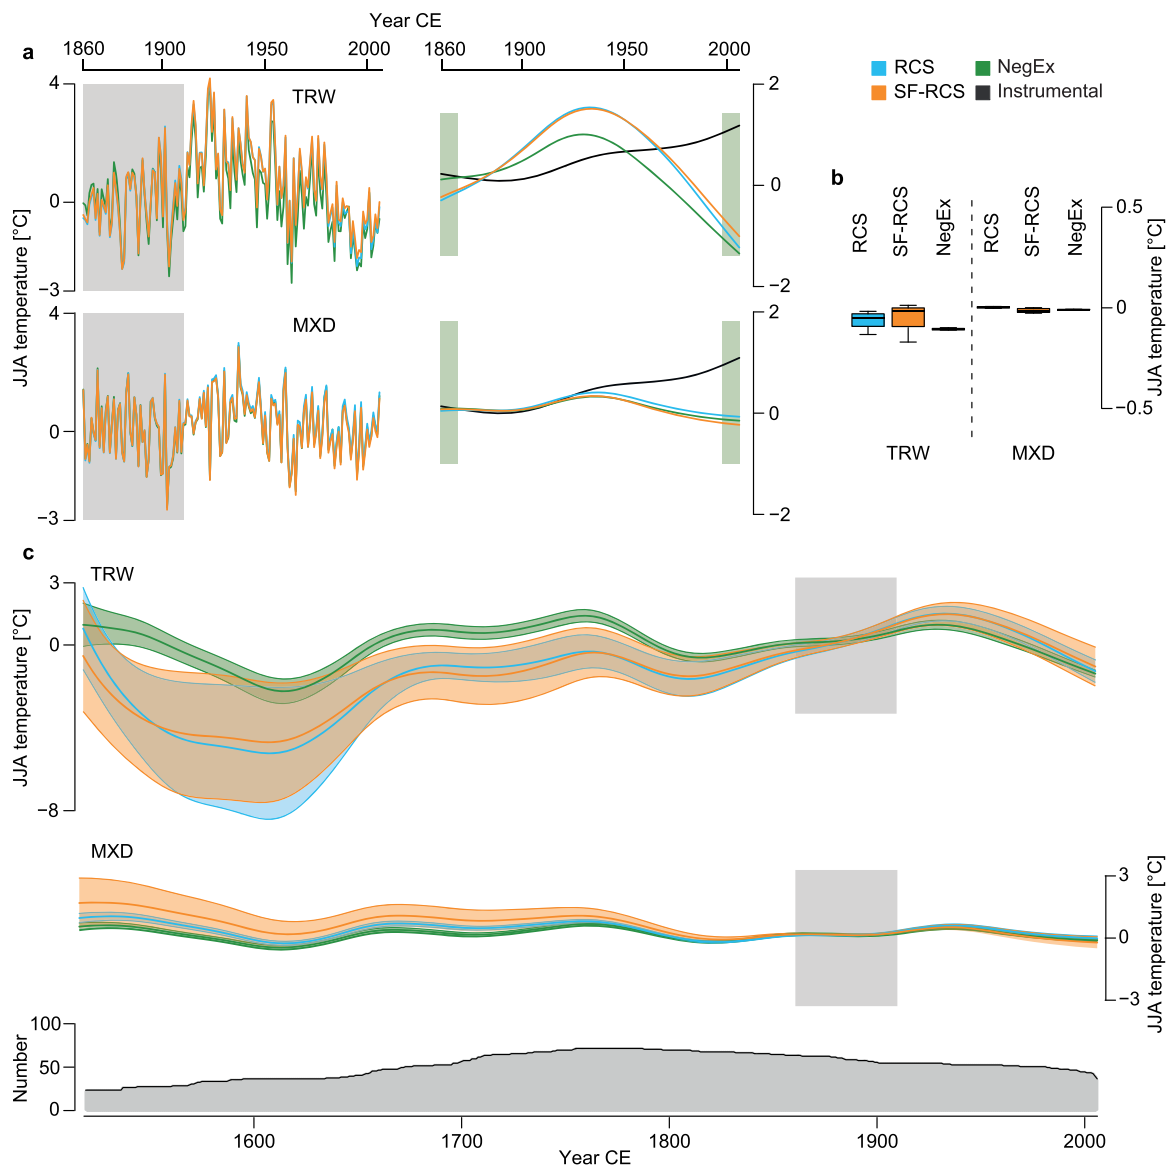 Year CE
a
1860 1900 1950 2000
1860 1900 1950 2000
RCS
NegEx
SF-RCS
Instrumental
4
0
−3
TRW
2
0
−2
4
0
−3
MXD
2
0
−2
JJA temperature [°C]
b
RCS
SF-RCS
NegEx
RCS
SF-RCS
NegEx
0.5
0
−0.5
JJA temperature [°C]
TRW
MXD
c
TRW
3
0
−8
JJA temperature [°C]
MXD
3
0
−3
JJA temperature [°C]
100
50
0
Number
1600 1700 1800 1900 2000
Year CE